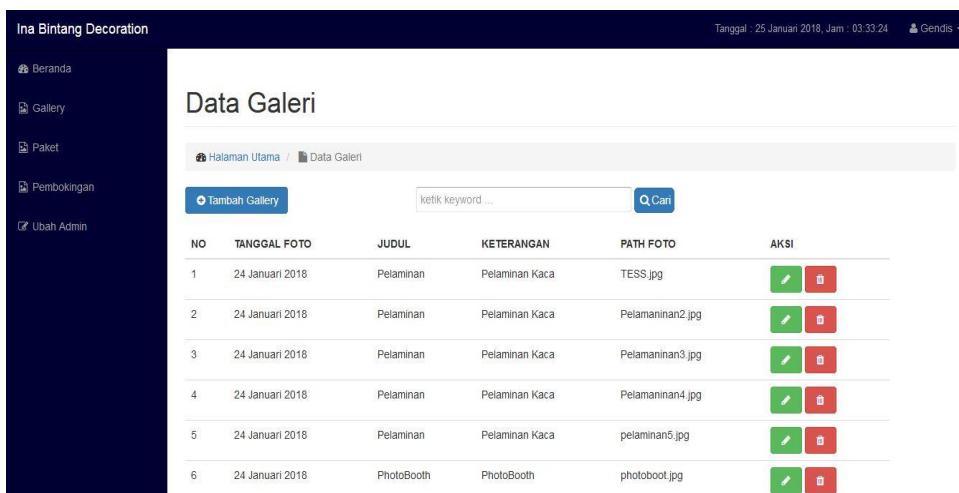 Ina Bintang Decoration
Tanggal : 25 Januari 2018, Jam : 03:33:24
Gendis
Beranda
Gallery
Paket
Pembokingan
Ubah Admin
Data Galeri
Halaman Utama / Data Galeri
Tambah Gallery
ketik keyword ...
Cari
NO TANGGAL FOTO JUDUL KETERANGAN PATH FOTO AKSI
1 24 Januari 2018 Pelaminan Pelaminan Kaca TESS.jpg
2 24 Januari 2018 Pelaminan Pelaminan Kaca Pelamaninan2.jpg
3 24 Januari 2018 Pelaminan Pelaminan Kaca Pelamaninan3.jpg
4 24 Januari 2018 Pelaminan Pelaminan Kaca Pelamaninan4.jpg
5 24 Januari 2018 Pelaminan Pelaminan Kaca pelaminan5.jpg
6 24 Januari 2018 PhotoBooth PhotoBooth photoboot.jpg